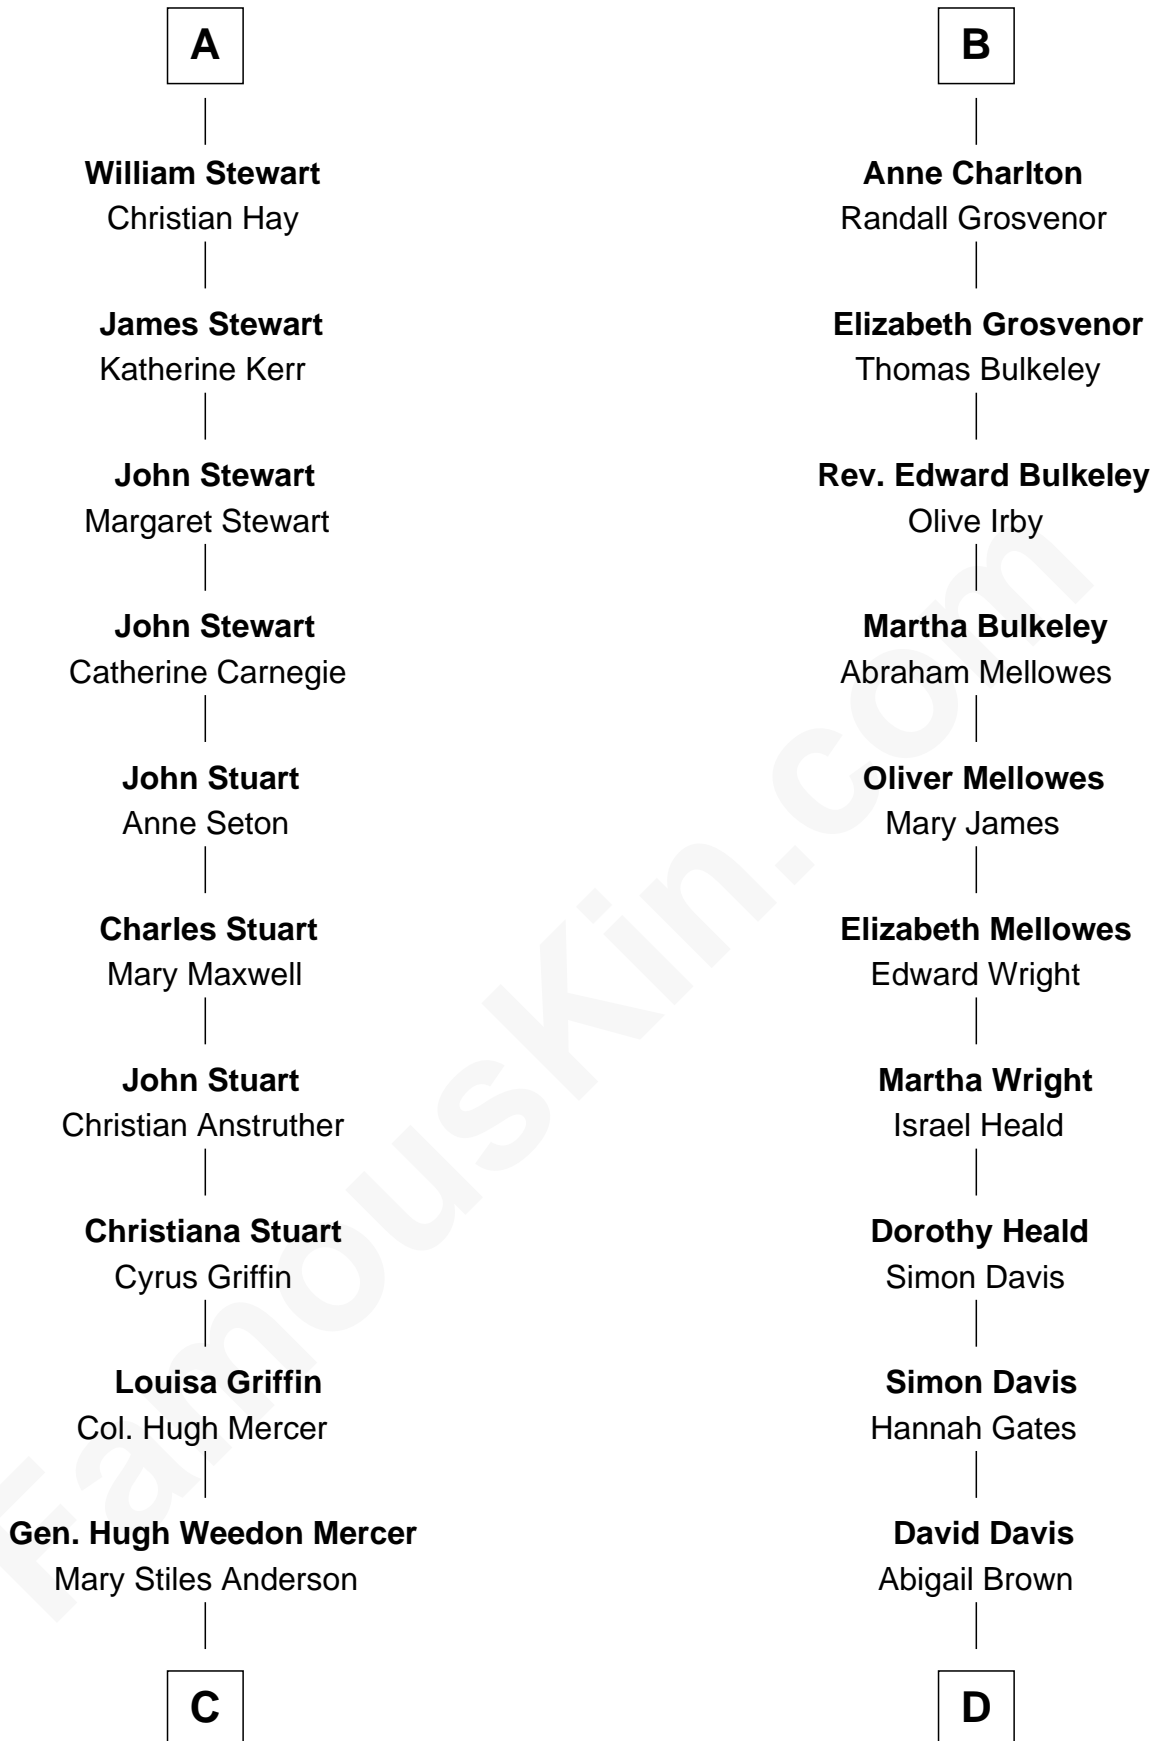 A
William Stewart
Christian Hay
James Stewart
Katherine Kerr
John Stewart
Margaret Stewart
John Stewart
Catherine Carnegie
John Stuart
Anne Seton
Charles Stuart
Mary Maxwell
John Stuart
Christian Anstruther
Christiana Stuart
Cyrus Griffin
Louisa Griffin
Col. Hugh Mercer
Gen. Hugh Weedon Mercer
Mary Stiles Anderson
C
B
Anne Charlton
Randall Grosvenor
Elizabeth Grosvenor
Thomas Bulkeley
Rev. Edward Bulkeley
Olive Irby
Martha Bulkeley
Abraham Mellowes
Oliver Mellowes
Mary James
Elizabeth Mellowes
Edward Wright
Martha Wright
Israel Heald
Dorothy Heald
Simon Davis
Simon Davis
Hannah Gates
David Davis
Abigail Brown
D
FamousKin.com